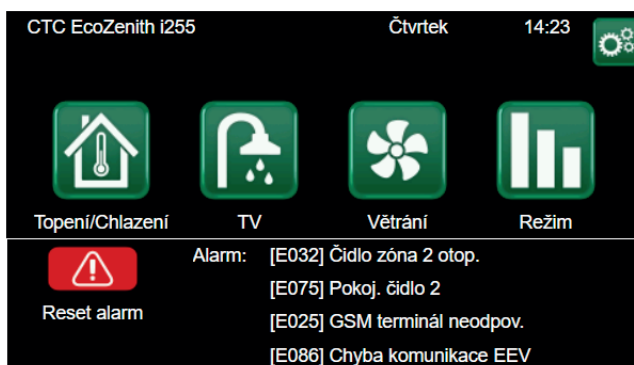 CTC EcoZenith i255 Čtvrtek 14:23
Topení/Chlazení TV Větrání Režim
Alarm: [E032] Čidlo zóna 2 otop.
[E075] Pokoj. čidlo 2
Reset alarm
[E025] GSM terminál neodpov.
[E086] Chyba komunikace EEV